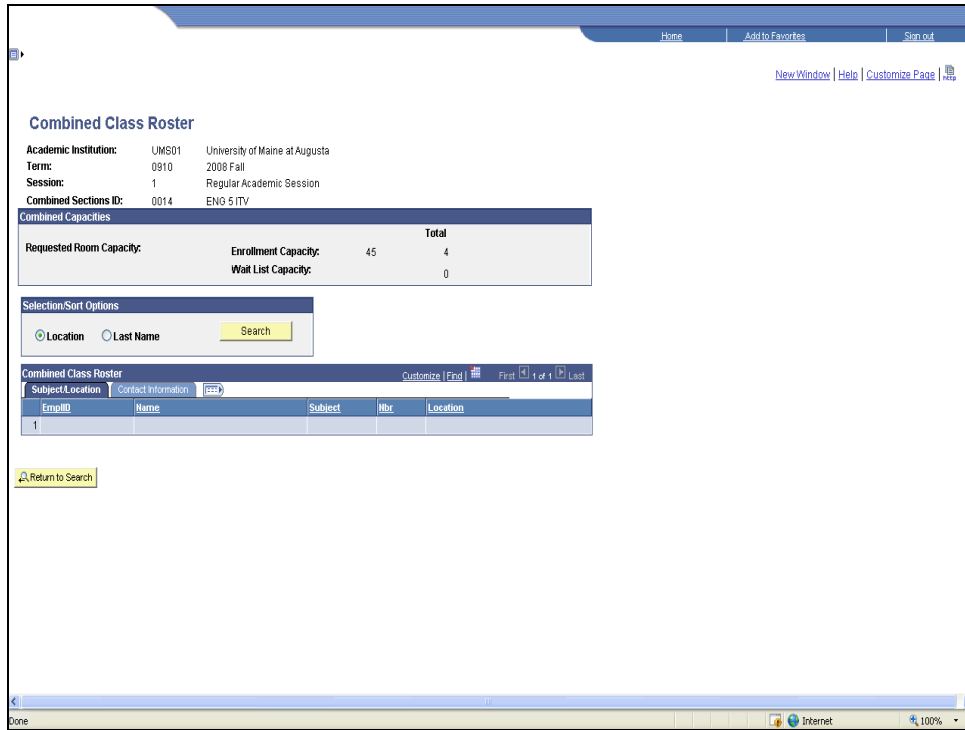 Home Add to Favorites Sign out
New Window | Help | Customize Page | http
Combined Class Roster
Academic Institution: UMS01 University of Maine at Augusta
Term: 0910 2008 Fall
Session: 1 Regular Academic Session
Combined Sections ID: 0014 ENG 5 ITV
Combined Capacities
Total
Requested Room Capacity: Enrollment Capacity: 45 4
Wait List Capacity: 0
Selection/Sort Options
Location Last Name Search
Combined Class Roster Customize | Find | First 1 of 1 Last
Subject/Location Contact Information
EmplID Name Subject Nbr Location
1
Return to Search
Done Internet 100%